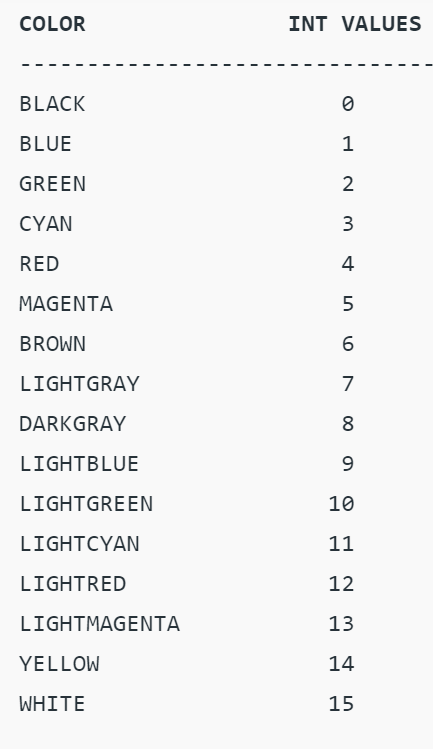 COLOR INT VALUES
-------------------------------
BLACK 0
BLUE 1
GREEN 2
CYAN 3
RED 4
MAGENTA 5
BROWN 6
LIGHTGRAY 7
DARKGRAY 8
LIGHTBLUE 9
LIGHTGREEN 10
LIGHTCYAN 11
LIGHTRED 12
LIGHTMAGENTA 13
YELLOW 14
WHITE 15